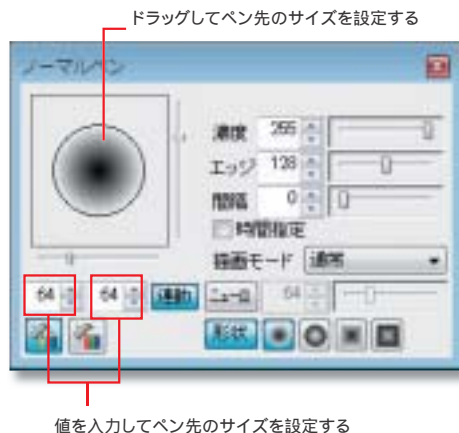 ドラッグしてペン先のサイズを設定する
ノーマルペン
濃度 255
エッジ 128
間隔 0
時間指定
描画モード 通常
64 64 連動 ニュー爪 64
形状
値を入力してペン先のサイズを設定する